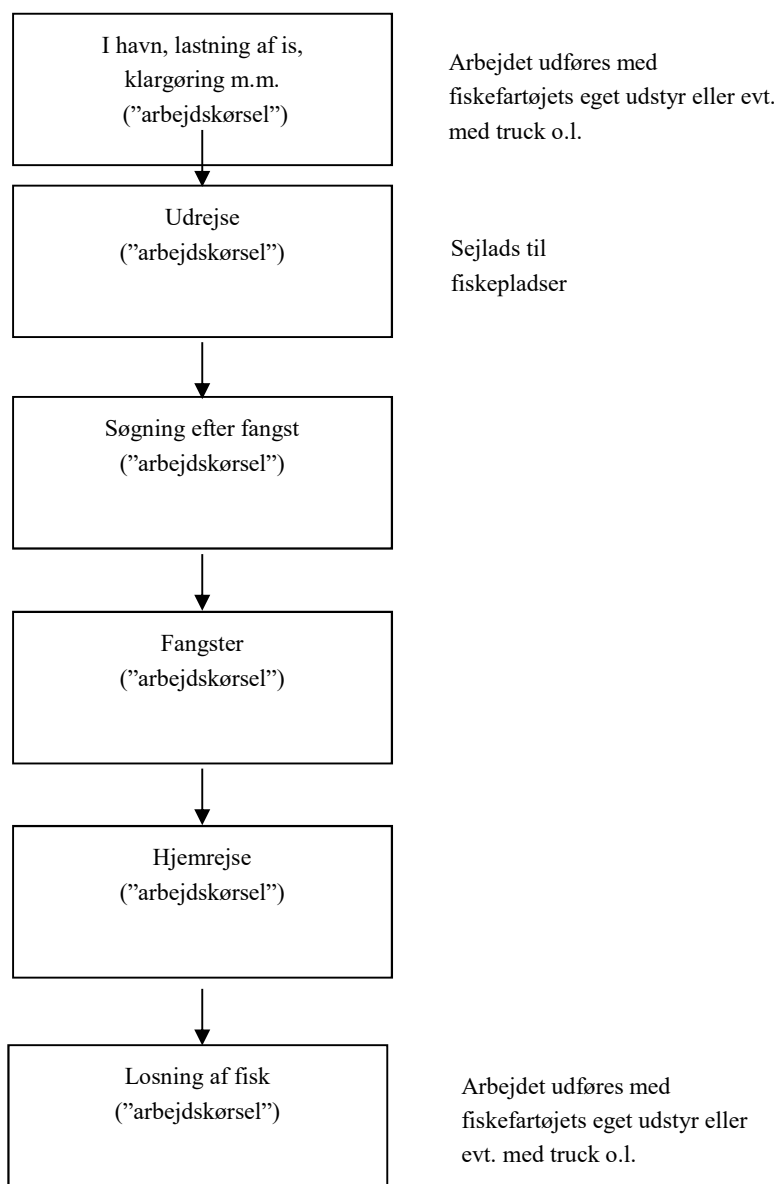 I havn, lastning af is,
klargøring m.m.
(”arbejdskørsel”)
Arbejdet udføres med
fiskefartøjets eget udstyr eller evt.
med truck o.l.
Udrejse
(”arbejdskørsel”)
Sejlads til
fiskepladser
Søgning efter fangst
(”arbejdskørsel”)
Fangster
(”arbejdskørsel”)
Hjemrejse
(”arbejdskørsel”)
Losning af fisk
(”arbejdskørsel”)
Arbejdet udføres med
fiskefartøjets eget udstyr eller
evt. med truck o.l.